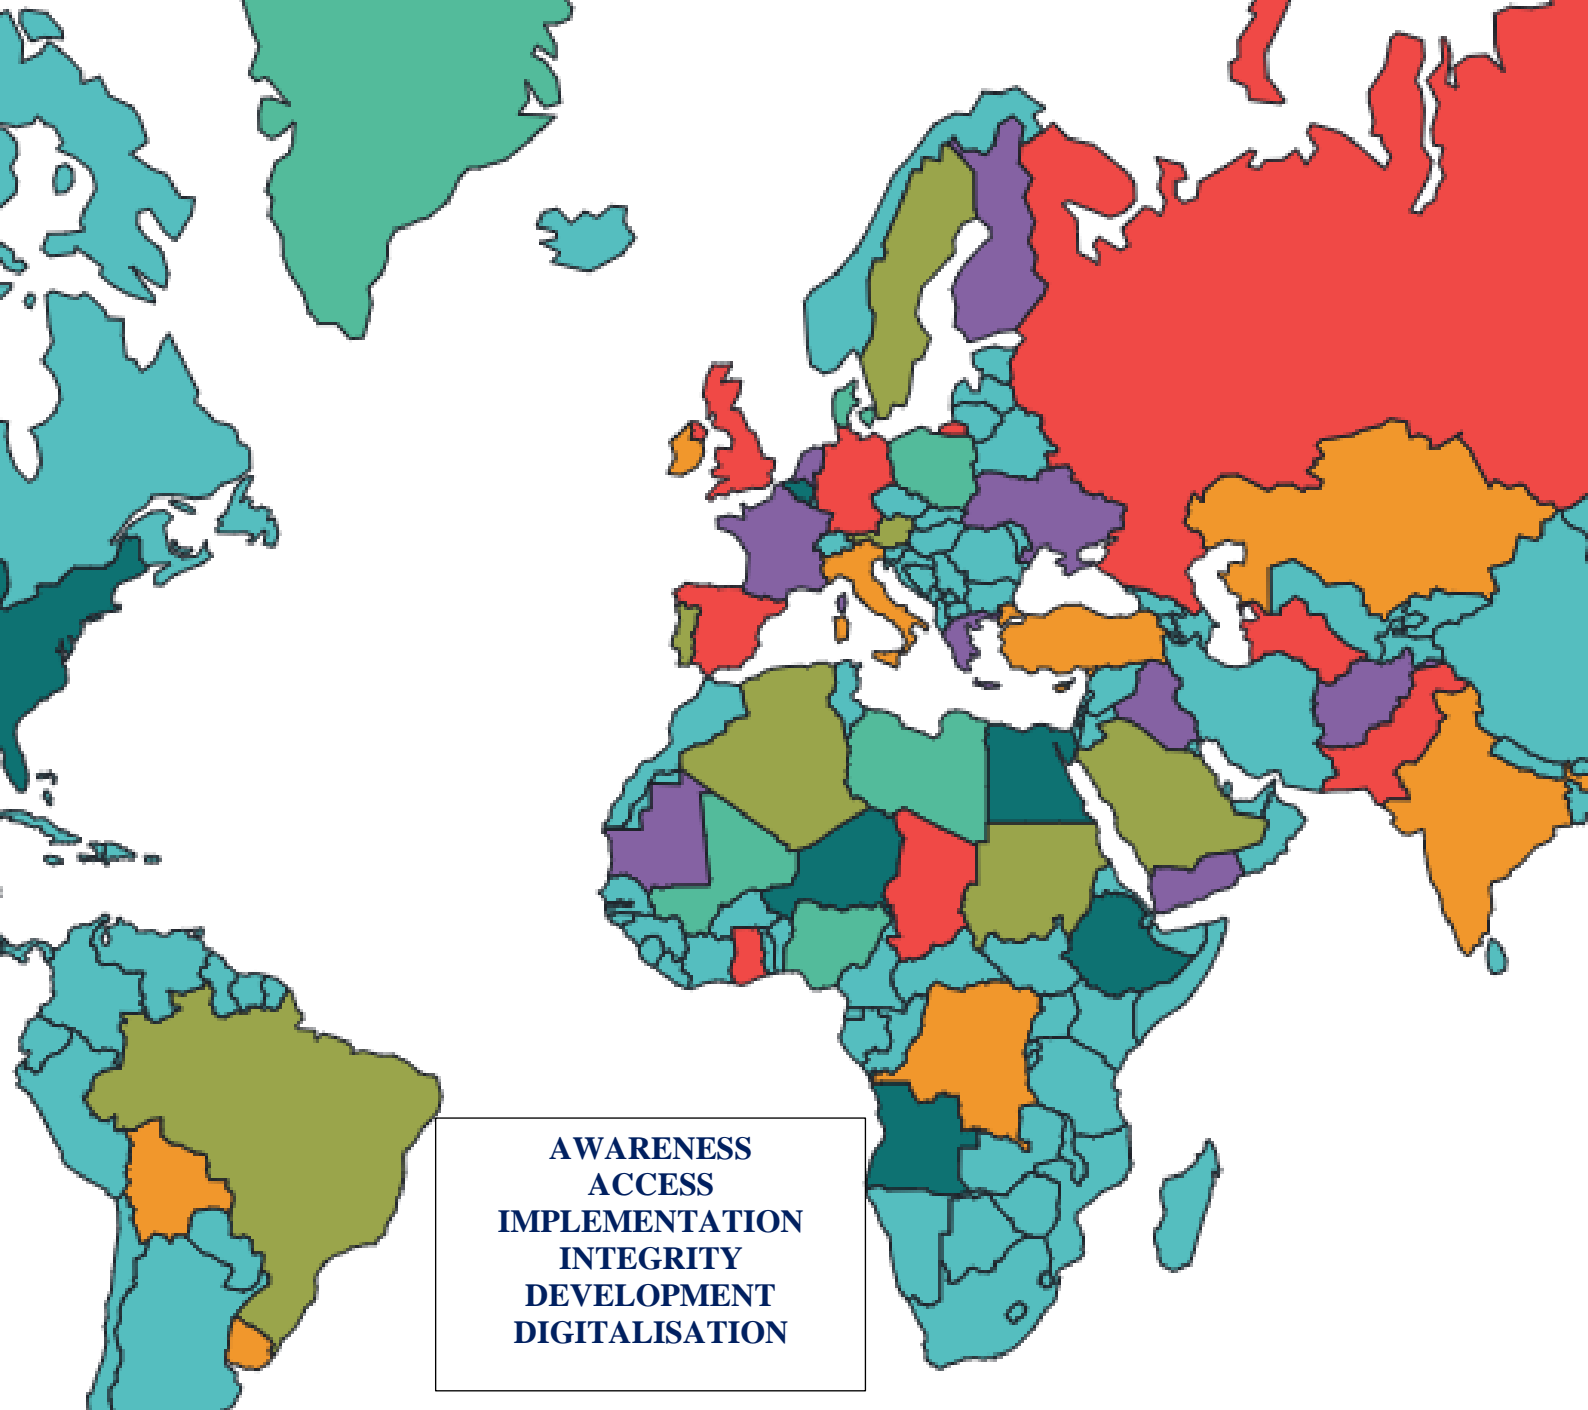 AWARENESS
ACCESS
IMPLEMENTATION
INTEGRITY
DEVELOPMENT
DIGITALISATION